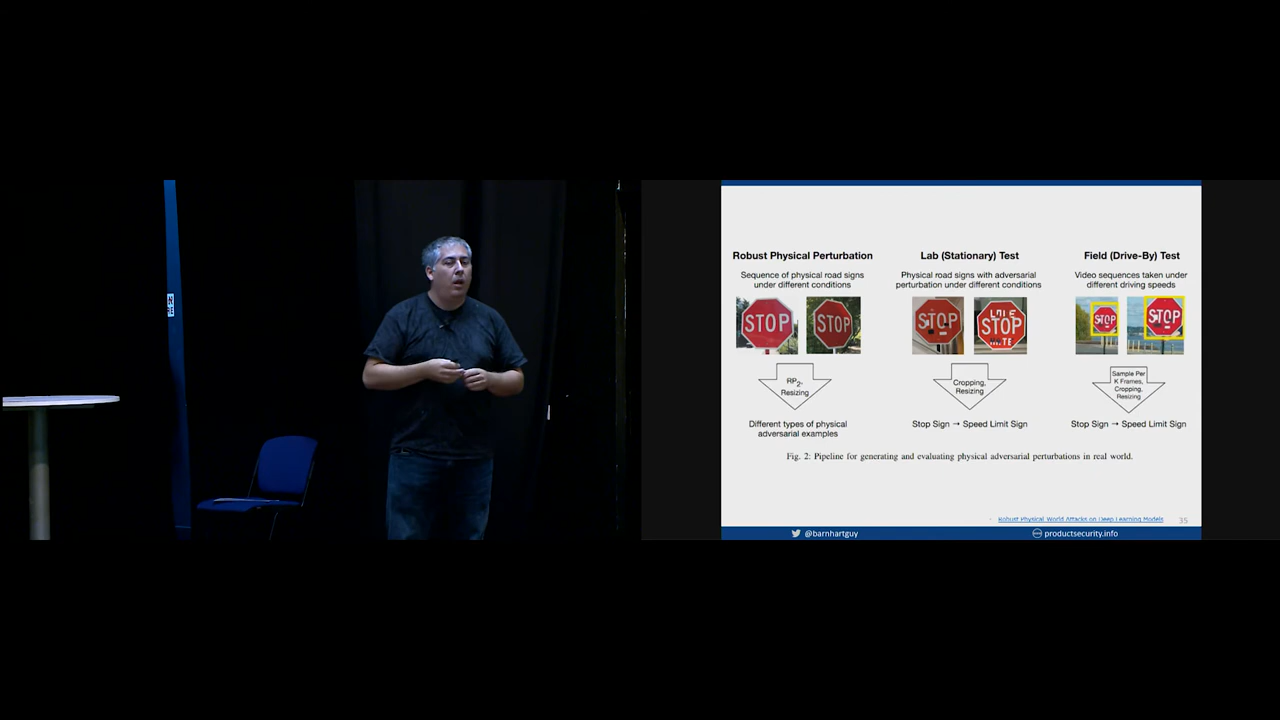 Robust Physical Perturbation
Sequence of physical road signs
under different conditions
STOP
STOP
RP2-
Resizing
Different types of physical
adversarial examples
Lab (Stationary) Test
Physical road signs with adversarial
perturbation under different conditions
STOP
STOP
Cropping,
Resizing
Stop Sign → Speed Limit Sign
Field (Drive-By) Test
Video sequences taken under
different driving speeds
STOP
STOP
Sample Per
K Frames,
Cropping,
Resizing
Stop Sign → Speed Limit Sign
Fig. 2: Pipeline for generating and evaluating physical adversarial perturbations in real world.
Robust Physical World Attacks on Deep Learning Models
35
@barnhartguy
productsecurity.info